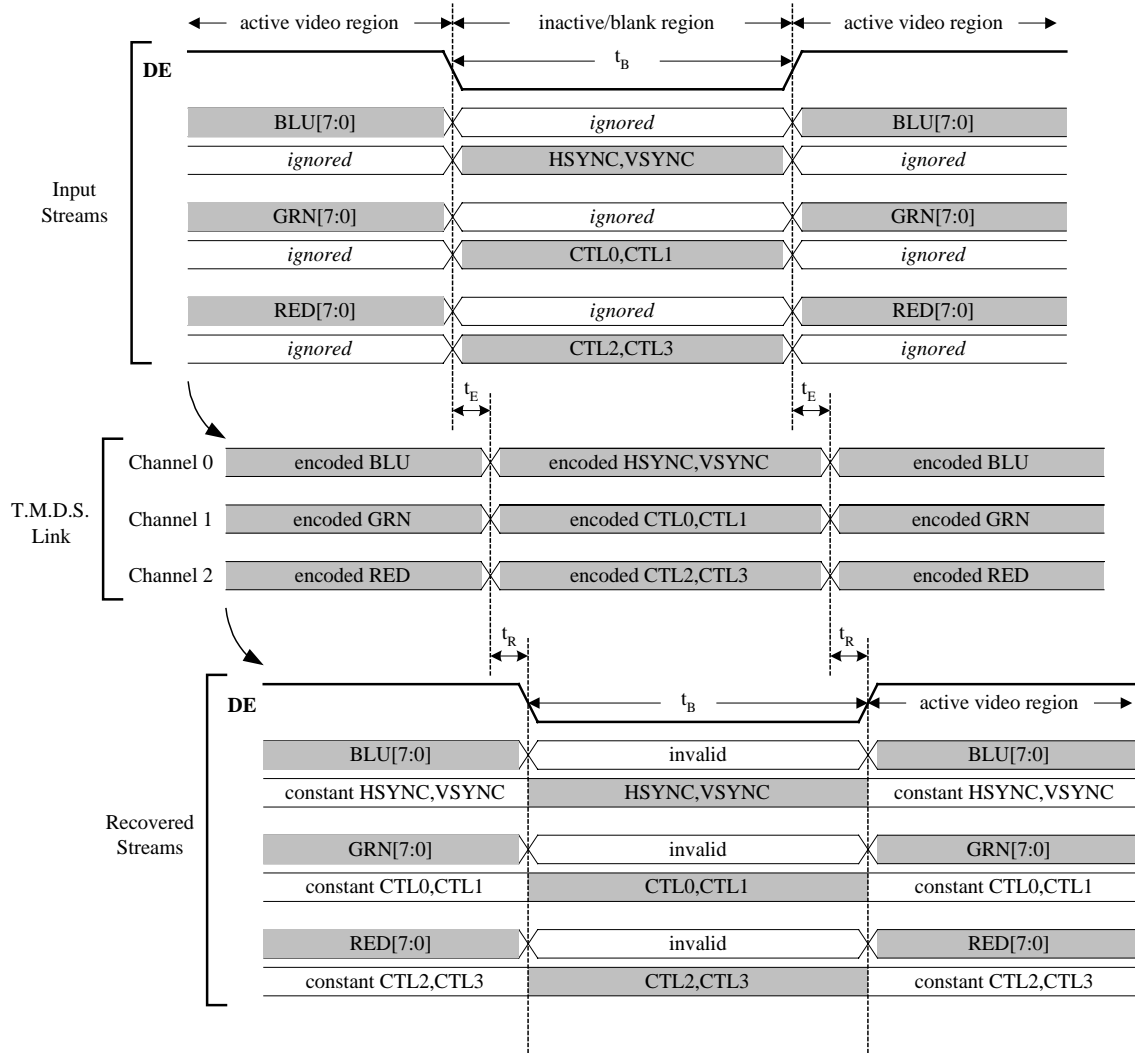 active video region inactive/blank region active video region
DE t_B
BLU[7:0] ignored BLU[7:0]
ignored HSYNC,VSYNC ignored
Input
Streams
GRN[7:0] ignored GRN[7:0]
ignored CTL0,CTL1 ignored
RED[7:0] ignored RED[7:0]
ignored CTL2,CTL3 ignored
t_E t_E
T.M.D.S.
Link
Channel 0 encoded BLU encoded HSYNC,VSYNC encoded BLU
Channel 1 encoded GRN encoded CTL0,CTL1 encoded GRN
Channel 2 encoded RED encoded CTL2,CTL3 encoded RED
t_R t_R
DE t_B active video region
BLU[7:0] invalid BLU[7:0]
constant HSYNC,VSYNC HSYNC,VSYNC constant HSYNC,VSYNC
Recovered
Streams
GRN[7:0] invalid GRN[7:0]
constant CTL0,CTL1 CTL0,CTL1 constant CTL0,CTL1
RED[7:0] invalid RED[7:0]
constant CTL2,CTL3 CTL2,CTL3 constant CTL2,CTL3